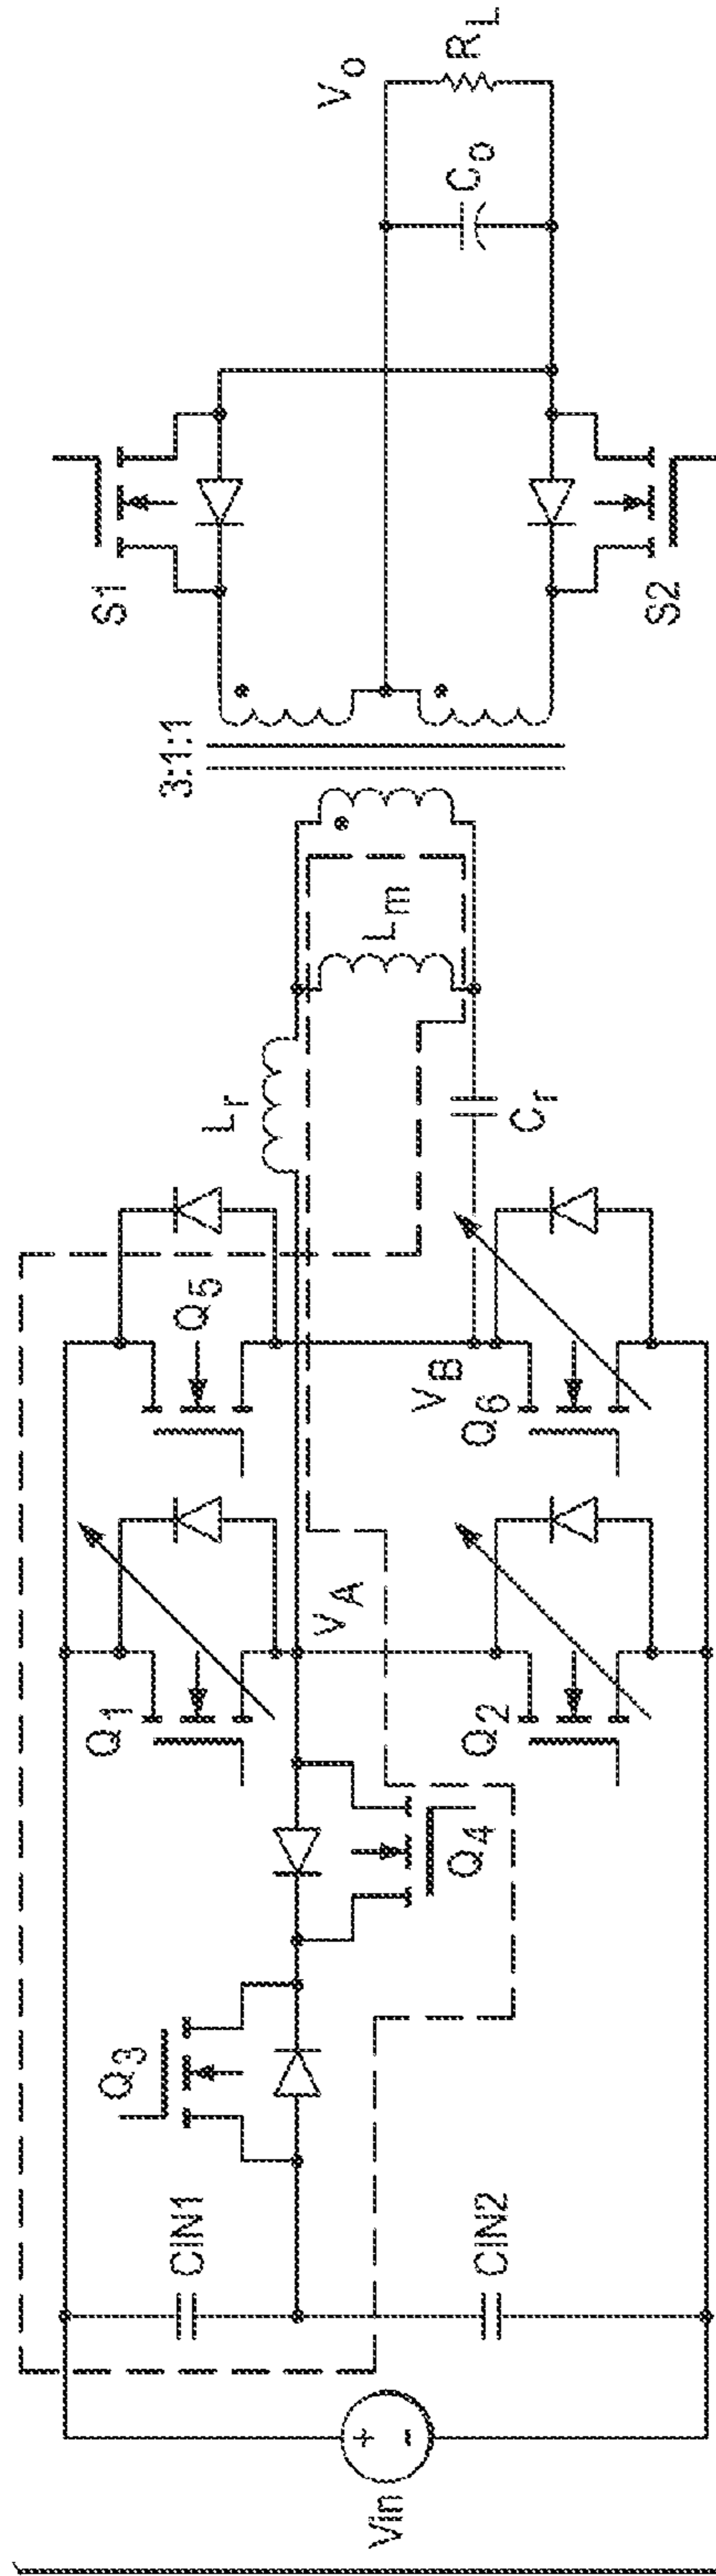 Vin
+
-
CIN1
CIN2
Q3
Q4
Q1
Q2
VA
Q5
Q6
VB
Lr
Cr
Lm
3:1:1
S1
S2
Vo
Co
RL